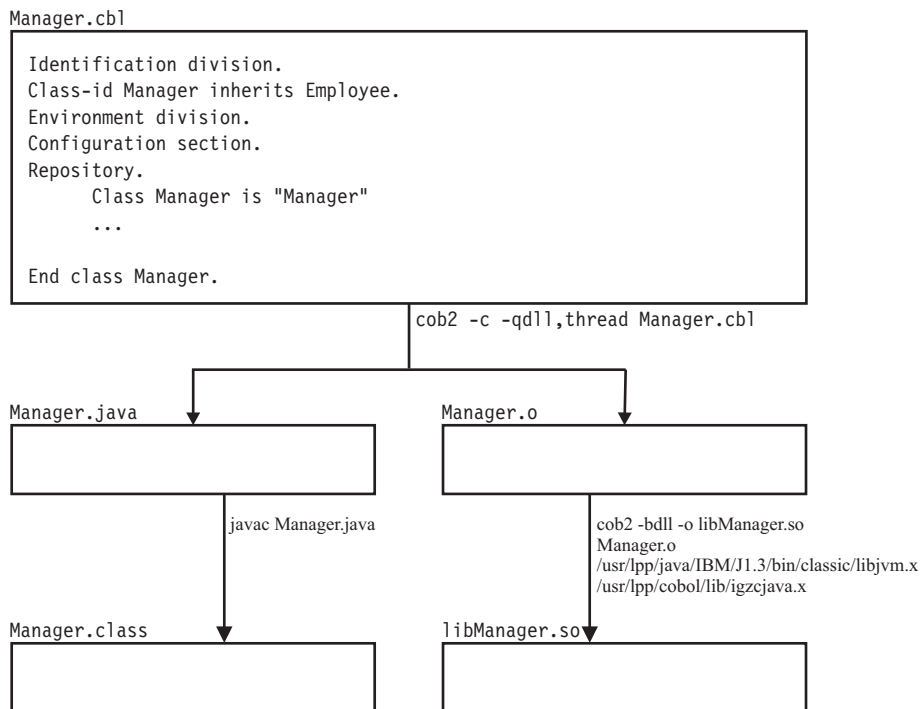 Manager.cbl
Identification division.
Class-id Manager inherits Employee.
Environment division.
Configuration section.
Repository.
Class Manager is "Manager"
...
End class Manager.
cob2 -c -qdll,thread Manager.cbl
Manager.java
Manager.o
javac Manager.java
cob2 -bdll -o libManager.so
Manager.o
/usr/lpp/java/IBM/J1.3/bin/classic/libjvm.x
/usr/lpp/cobol/lib/igzcjava.x
Manager.class
libManager.so